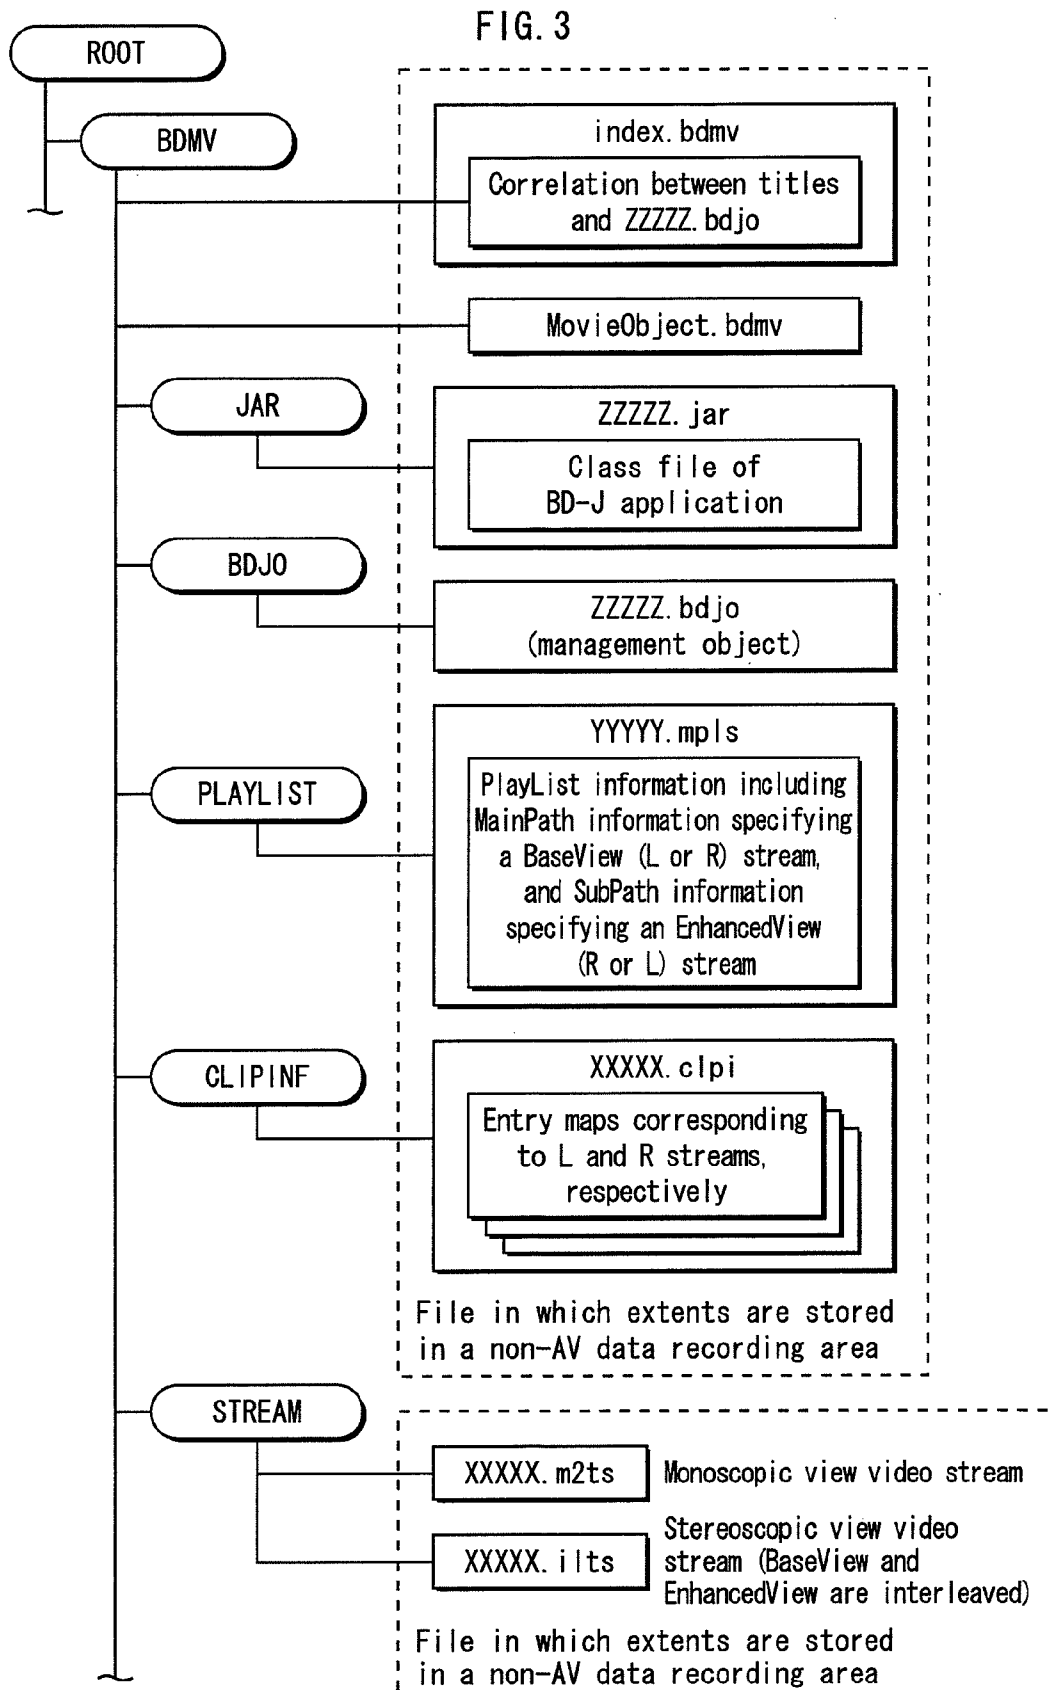 FIG. 3
ROOT
BDMV
index.bdmv
Correlation between titles
and ZZZZZ.bdjo
MovieObject.bdmv
JAR
ZZZZZ.jar
Class file of
BD-J application
BDJO
ZZZZZ.bdjo
(management object)
PLAYLIST
YYYYY.mpls
PlayList information including
MainPath information specifying
a BaseView (L or R) stream,
and SubPath information
specifying an EnhancedView
(R or L) stream
CLIPINF
XXXXX.clpi
Entry maps corresponding
to L and R streams,
respectively
File in which extents are stored
in a non-AV data recording area
STREAM
XXXXX.m2ts
Monoscopic view video stream
XXXXX.ilts
Stereoscopic view video
stream (BaseView and
EnhancedView are interleaved)
File in which extents are stored
in a non-AV data recording area